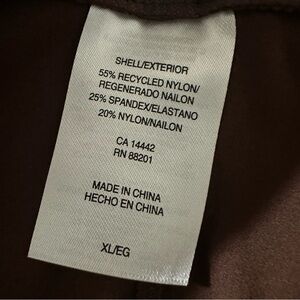 SHELL/EXTERIOR
55% RECYCLED NYLON/
REGENERADO NAILON
25% SPANDEX/ELASTANO
20% NYLON/NAILON
CA 14442
RN 88201
MADE IN CHINA
HECHO EN CHINA
XL/EG